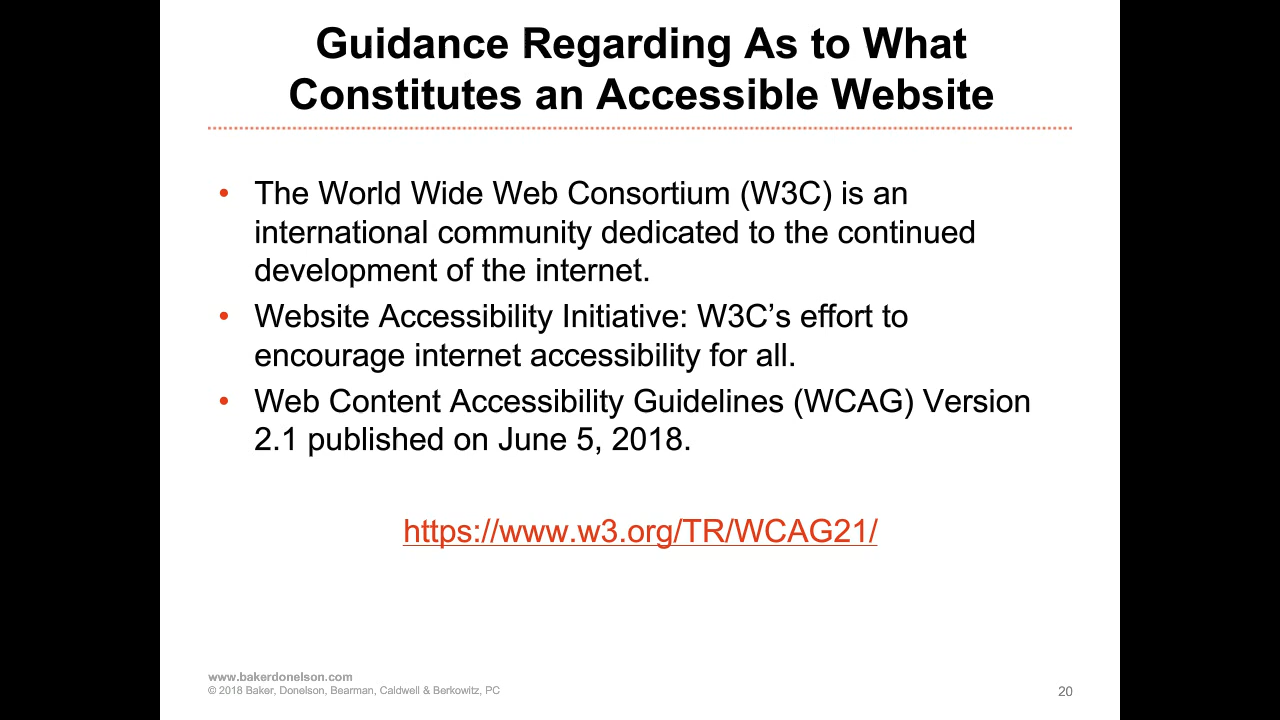 Guidance Regarding As to What
Constitutes an Accessible Website
• The World Wide Web Consortium (W3C) is an
international community dedicated to the continued
development of the internet.
• Website Accessibility Initiative: W3C’s effort to
encourage internet accessibility for all.
• Web Content Accessibility Guidelines (WCAG) Version
2.1 published on June 5, 2018.
https://www.w3.org/TR/WCAG21/
www.bakerdonelson.com
© 2018 Baker, Donelson, Bearman, Caldwell & Berkowitz, PC
20